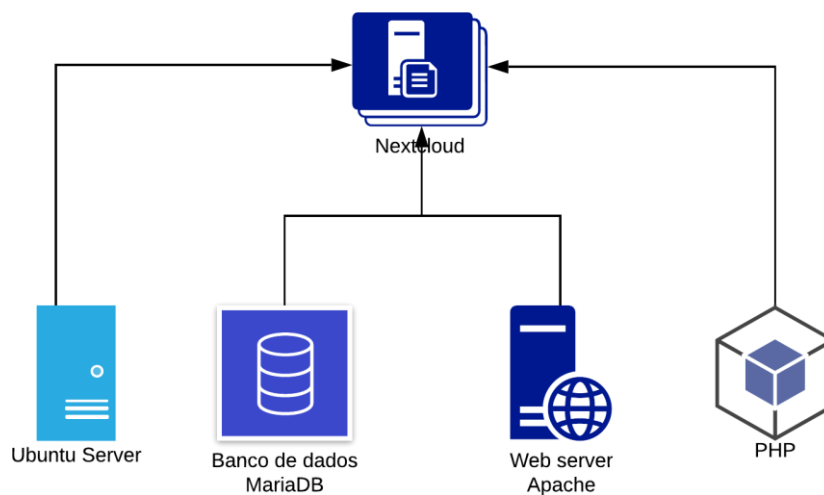 Nextcloud
Ubuntu Server
Banco de dados
MariaDB
Web server
Apache
PHP